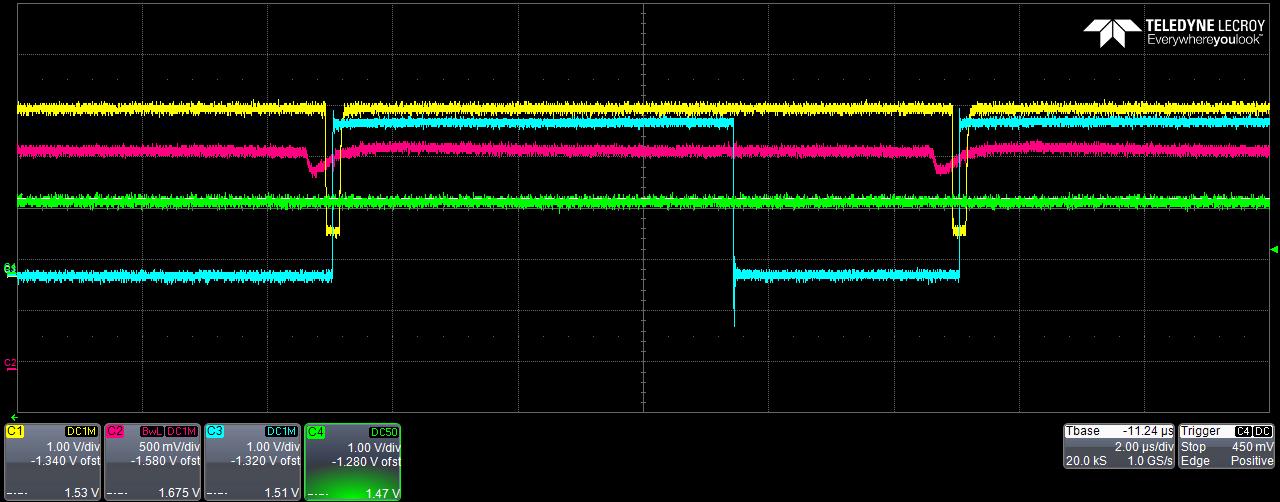 TELEDYNE LECROY
Everywhereyoulook
C2
C1 DC1M
1.00 V/div
-1.340 V ofst
1.53 V
C2 BwL DC1M
500 mV/div
-1.580 V ofst
1.675 V
C3 DC1M
1.00 V/div
-1.320 V ofst
1.51 V
C4 DC50
1.00 V/div
-1.280 V ofst
1.47 V
Tbase -11.24 µs
2.00 µs/div
20.0 kS 1.0 GS/s
Trigger C4 DC
Stop 450 mV
Edge Positive